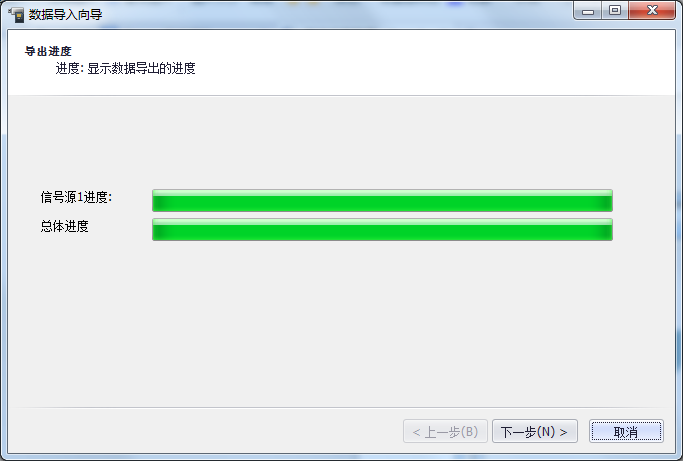 数据导入向导
导出进度
进度: 显示数据导出的进度
信号源1进度:
总体进度
< 上一步(B)
下一步(N) >
取消